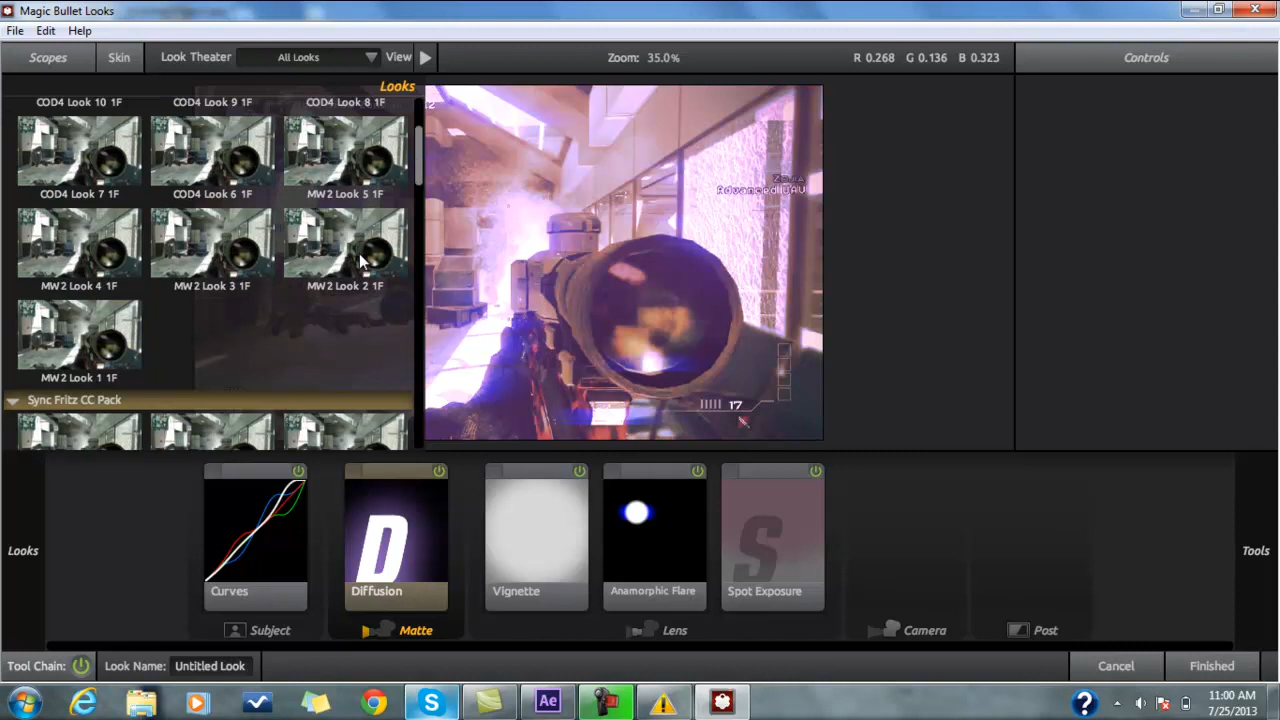 Magic Bullet Looks
File Edit Help
Scopes Skin Look Theater All Looks View Zoom: 35.0% R 0.268 G 0.136 B 0.323 Controls
Looks
COD4 Look 10 1F COD4 Look 9 1F COD4 Look 8 1F
COD4 Look 7 1F COD4 Look 6 1F MW2 Look 5 1F
MW2 Look 4 1F MW2 Look 3 1F MW2 Look 2 1F
MW2 Look 1 1F
Sync Fritz CC Pack
Advanced UAV
17
D
S
Curves Diffusion Vignette Anamorphic Flare Spot Exposure
Looks Tools
Subject Matte Lens Camera Post
Tool Chain: Look Name: Untitled Look Cancel Finished
S Ae ? 11:00 AM
7/25/2013